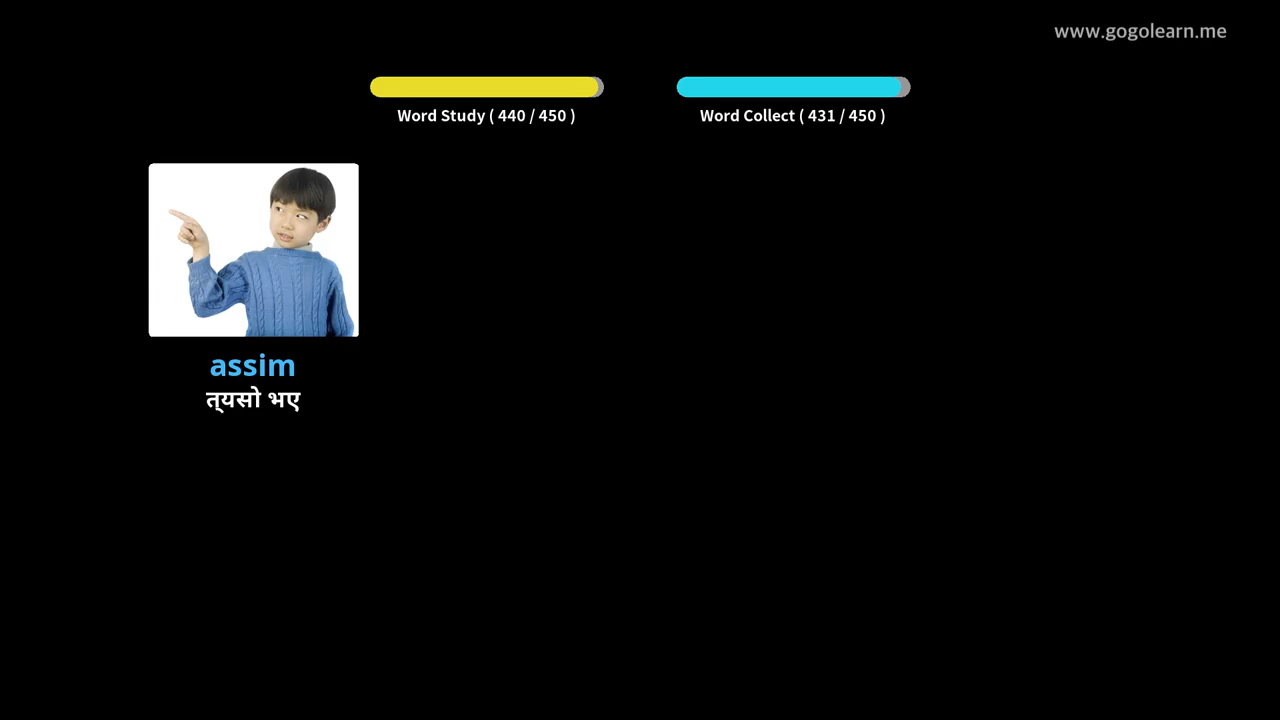 www.gogolearn.me
Word Study ( 440 / 450 )
Word Collect ( 431 / 450 )
assim
त्यसो भए